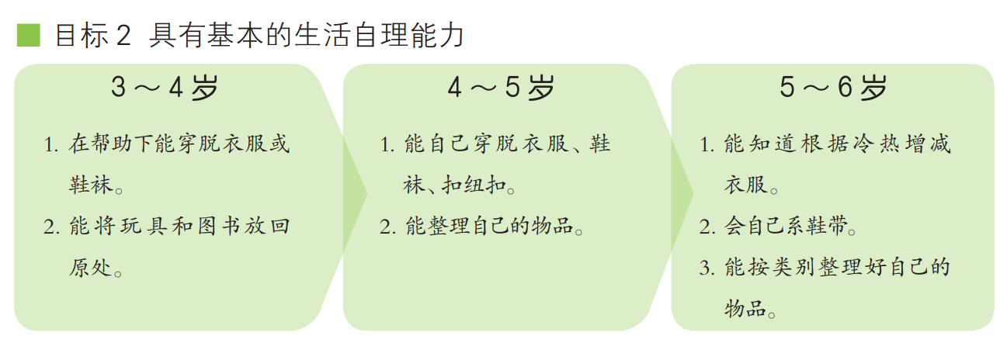 目标 2 具有基本的生活自理能力
3～4 岁
1. 在帮助下能穿脱衣服或
鞋袜。
2. 能将玩具和图书放回
原处。
4～5 岁
1. 能自己穿脱衣服、鞋
袜、扣纽扣。
2. 能整理自己的物品。
5～6 岁
1. 能知道根据冷热增减
衣服。
2. 会自己系鞋带。
3. 能按类别整理好自己的
物品。